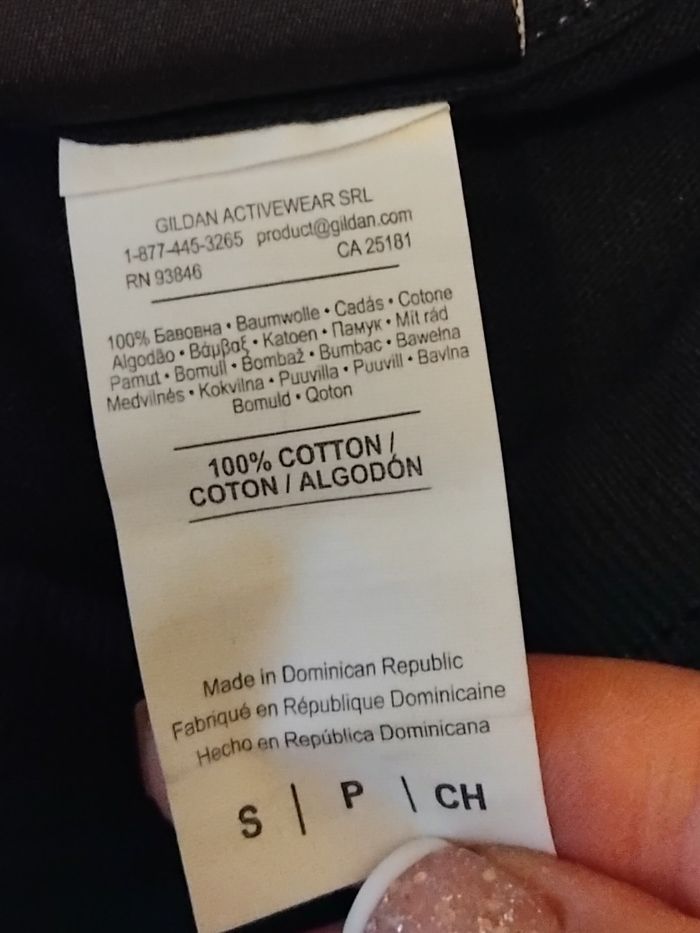 GILDAN ACTIVEWEAR SRL
1-877-445-3265 product@gildan.com
RN 93846 CA 25181
100% Бавовна • Baumwolle • Cadás • Cotone
Algodão • Βάμβαξ • Katoen • Памук • Mit rád
Pamut • Bomull • Bombaž • Bumbac • Bawełna
Medvilnės • Kokvilna • Puuvilla • Puuvill • Bavlna
Bomuld • Qoton
100% COTTON /
COTON / ALGODÓN
Made in Dominican Republic
Fabriqué en République Dominicaine
Hecho en República Dominicana
S | P \ CH